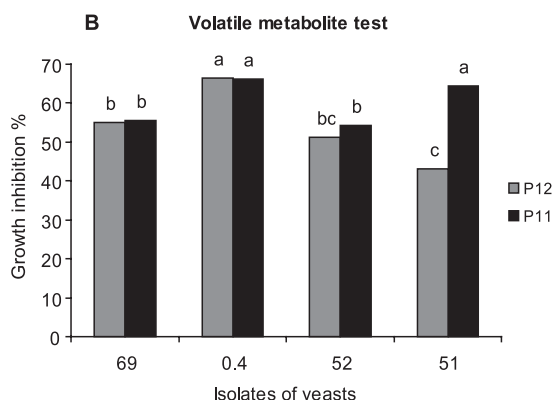 B Volatile metabolite test
70
60
50
40
30
20
10
0
Growth inhibition %
b b
a a
bc b
c a
69 0.4 52 51
Isolates of yeasts
P12
P11